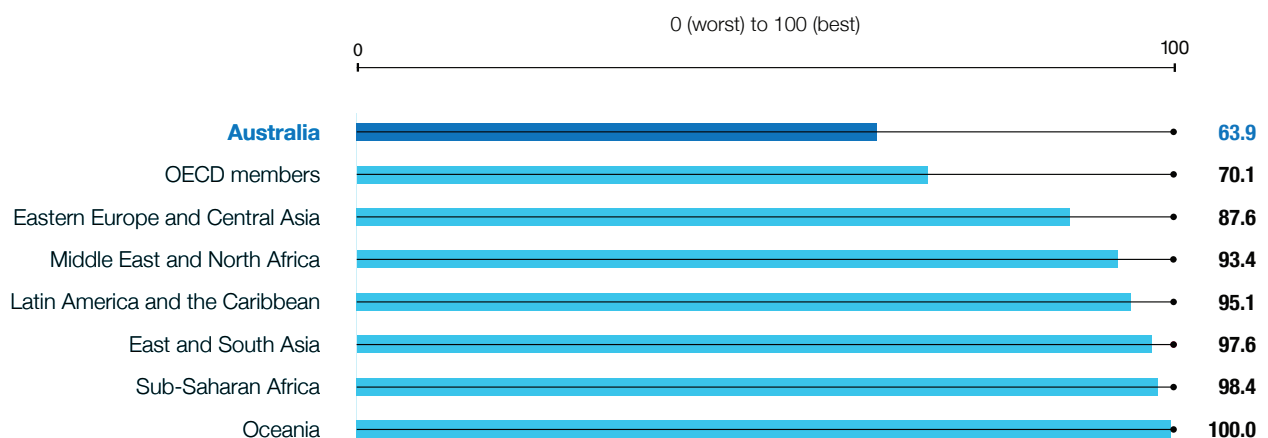 0 (worst) to 100 (best)
0 100
Australia 63.9
OECD members 70.1
Eastern Europe and Central Asia 87.6
Middle East and North Africa 93.4
Latin America and the Caribbean 95.1
East and South Asia 97.6
Sub-Saharan Africa 98.4
Oceania 100.0